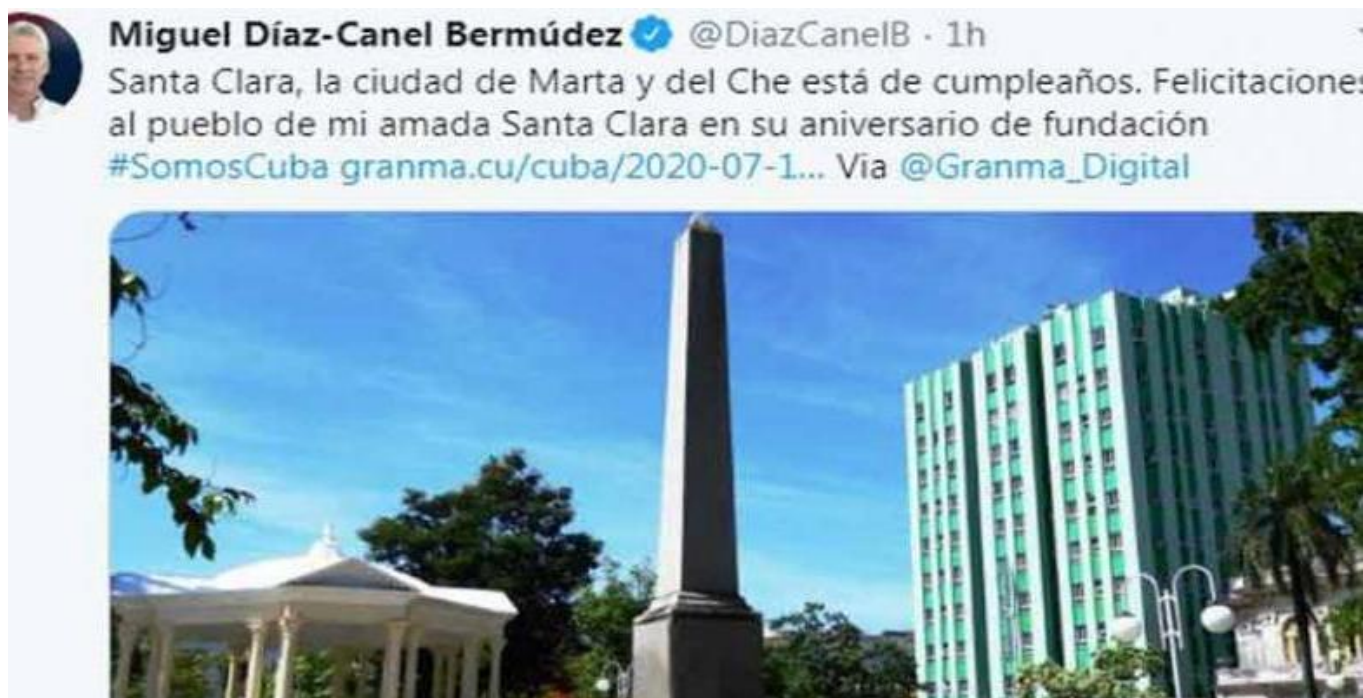 Miguel Díaz-Canel Bermúdez @DiazCanelB · 1h
Santa Clara, la ciudad de Marta y del Che está de cumpleaños. Felicitaciones
al pueblo de mi amada Santa Clara en su aniversario de fundación
#SomosCuba granma.cu/cuba/2020-07-1... Via @Granma_Digital